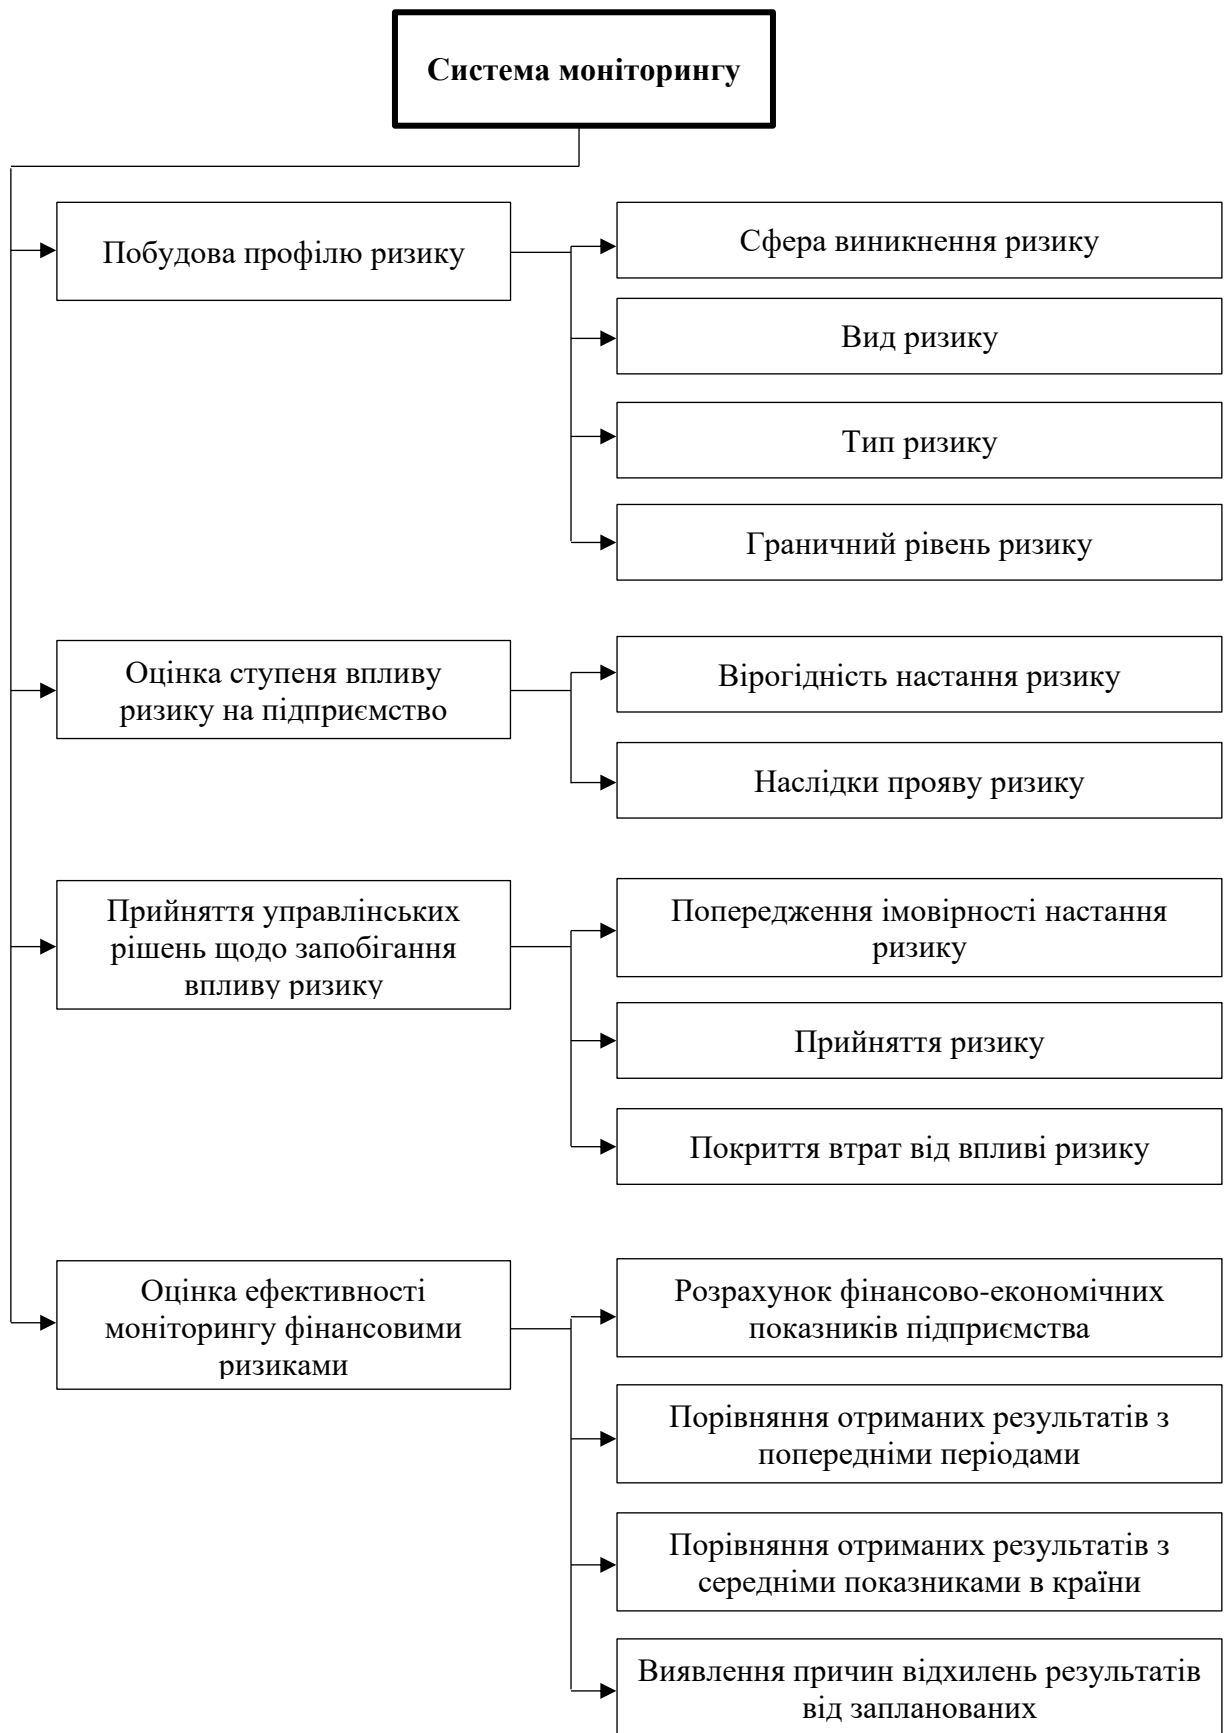 Система моніторингу
Побудова профілю ризику
Сфера виникнення ризику
Вид ризику
Тип ризику
Граничний рівень ризику
Оцінка ступеня впливу
ризику на підприємство
Вірогідність настання ризику
Наслідки прояву ризику
Прийняття управлінських
рішень щодо запобігання
впливу ризику
Попередження імовірності настання
ризику
Прийняття ризику
Покриття втрат від впливі ризику
Оцінка ефективності
моніторингу фінансовими
ризиками
Розрахунок фінансово-економічних
показників підприємства
Порівняння отриманих результатів з
попередніми періодами
Порівняння отриманих результатів з
середніми показниками в країни
Виявлення причин відхилень результатів
від запланованих